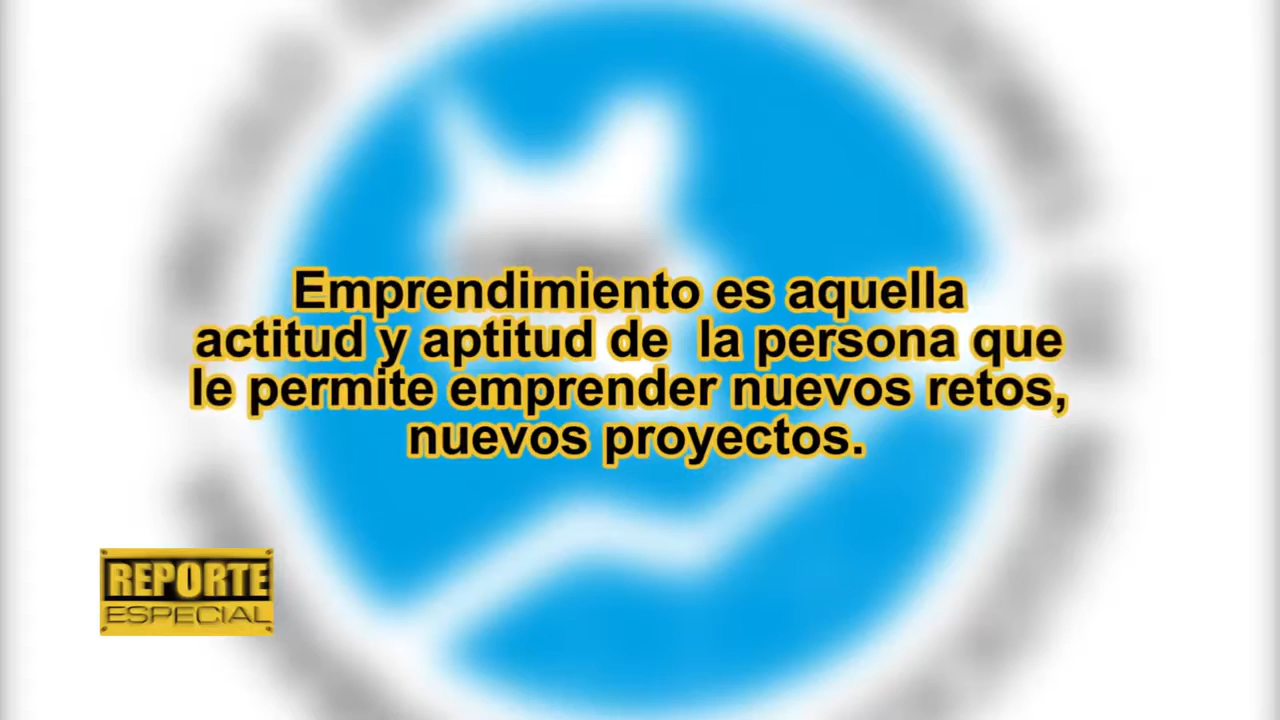 Emprendimiento es aquella
actitud y aptitud de  la persona que
le permite emprender nuevos retos,
nuevos proyectos.
REPORTE
ESPECIAL